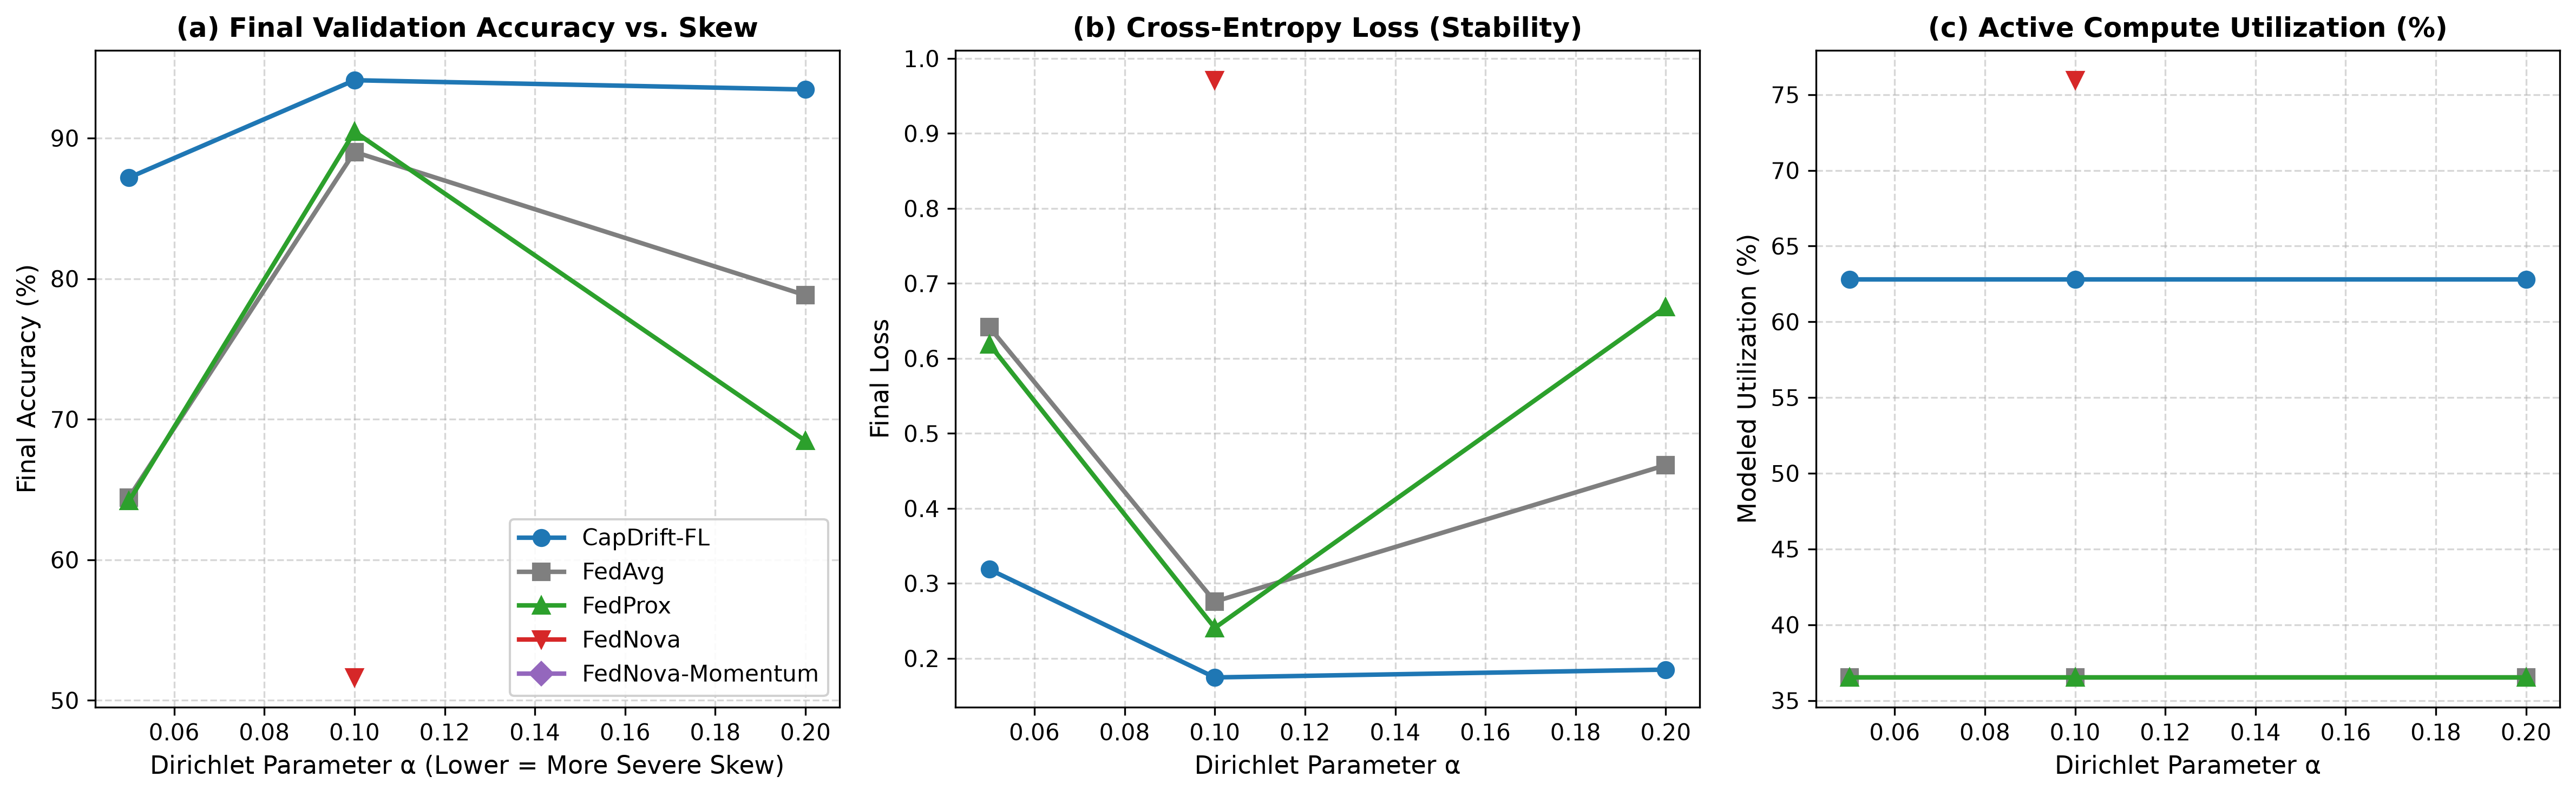 (a) Final Validation Accuracy vs. Skew
Final Accuracy (%)
90
80
70
60
50
0.06 0.08 0.10 0.12 0.14 0.16 0.18 0.20
Dirichlet Parameter α (Lower = More Severe Skew)
CapDrift-FL
FedAvg
FedProx
FedNova
FedNova-Momentum
(b) Cross-Entropy Loss (Stability)
Final Loss
1.0
0.9
0.8
0.7
0.6
0.5
0.4
0.3
0.2
0.06 0.08 0.10 0.12 0.14 0.16 0.18 0.20
Dirichlet Parameter α
(c) Active Compute Utilization (%)
Modeled Utilization (%)
75
70
65
60
55
50
45
40
35
0.06 0.08 0.10 0.12 0.14 0.16 0.18 0.20
Dirichlet Parameter α